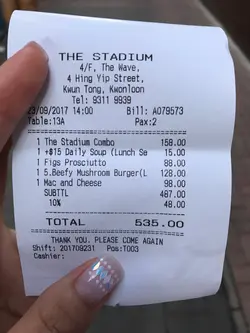 THE STADIUM
4/F, The Wave,
4 Hing Yip Street,
Kwun Tong, Kwonloon
Tel: 9311 9939
23/09/2017 14:00 Bill: A079573
Table:13A Pax:2
1 The Stadium Combo 158.00
1 +$15 Daily Soup (Lunch Se 15.00
1 Figs Prosciutto 88.00
1 5.Beefy Mushroom Burger(L 128.00
1 Mac and Cheese 98.00
SUBTTL 487.00
10% 48.00
TOTAL 535.00
THANK YOU. PLEASE COME AGAIN
Shift: 201709231 Pos:T003
Cashier: